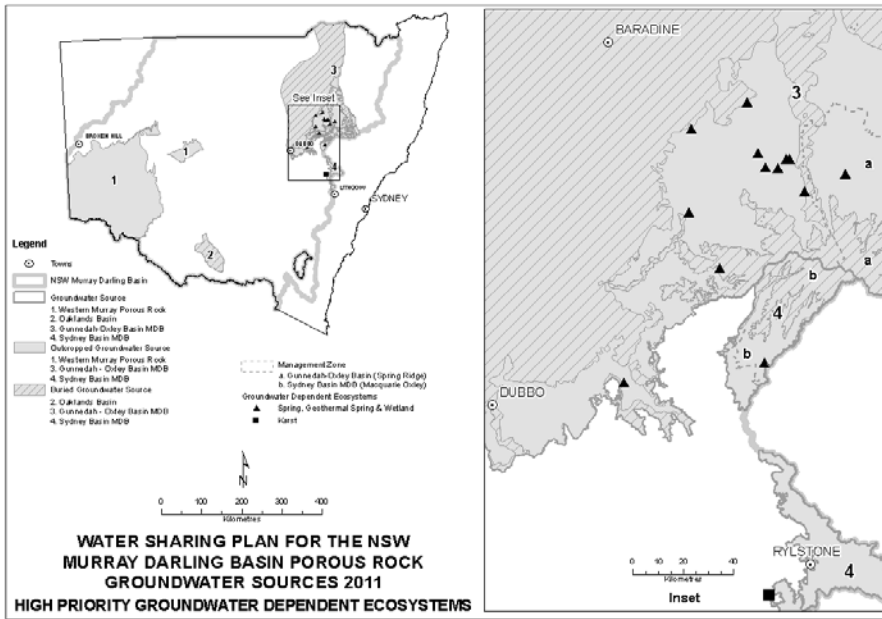 BARADINE
3
3
See Inset
BROKEN HILL
1
DUBBO
a
1
4
LITHGOW
SYDNEY
2
a
b
Legend
Towns
NSW Murray Darling Basin
4
Groundwater Source
1. Western Murray Porous Rock
2. Oaklands Basin
3. Gunnedah-Oxley Basin MDB
4. Sydney Basin MDB
Outcropped Groundwater Source
1. Western Murray Porous Rock
3. Gunnedah - Oxley Basin MDB
4. Sydney Basin MDB
Buried Groundwater Source
2. Oaklands Basin
3. Gunnedah - Oxley Basin MDB
4. Sydney Basin MDB
Management Zone
a. Gunnedah-Oxley Basin (Spring Ridge)
b. Sydney Basin MDB (Macquarie Oxley)
Groundwater Dependent Ecosystems
Spring, Geothermal Spring & Wetland
Karst
b
DUBBO
N
0 100 200 300 400
Kilometres
WATER SHARING PLAN FOR THE NSW
MURRAY DARLING BASIN POROUS ROCK
GROUNDWATER SOURCES 2011
HIGH PRIORITY GROUNDWATER DEPENDENT ECOSYSTEMS
RYLSTONE
4
0 20 40
Kilometres
Inset